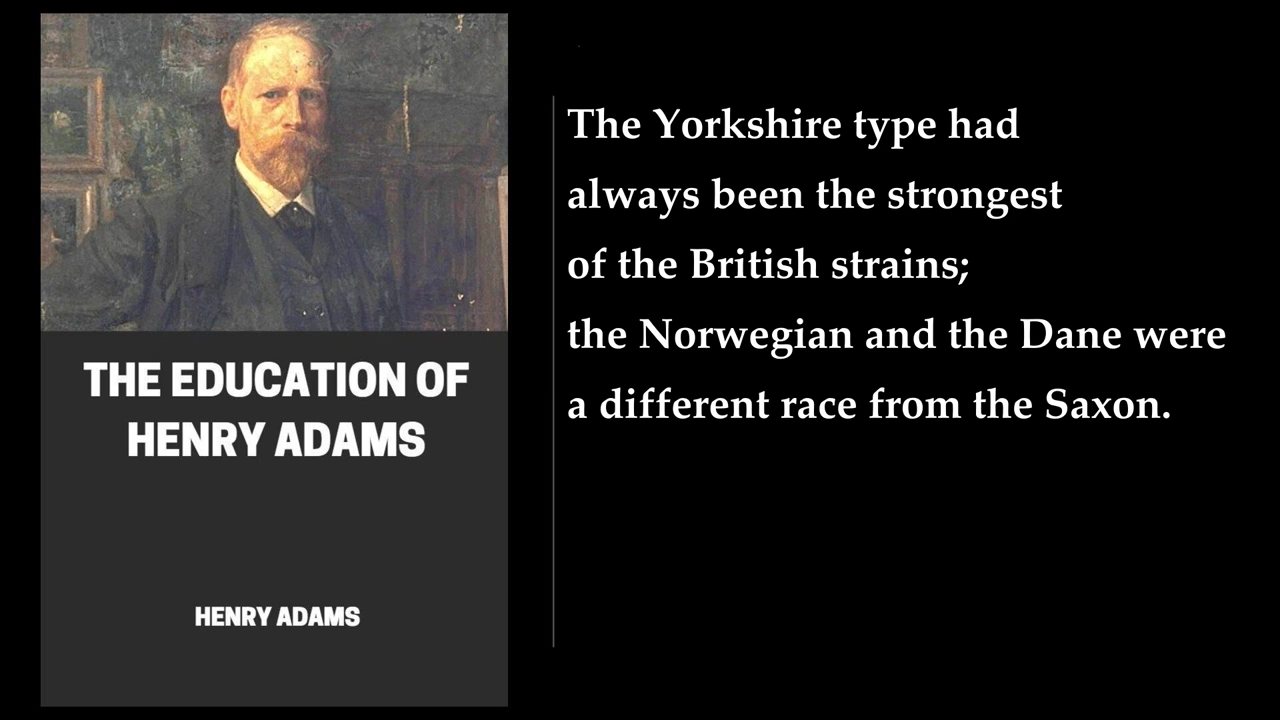 THE EDUCATION OF
HENRY ADAMS
HENRY ADAMS
The Yorkshire type had
always been the strongest
of the British strains;
the Norwegian and the Dane were
a different race from the Saxon.